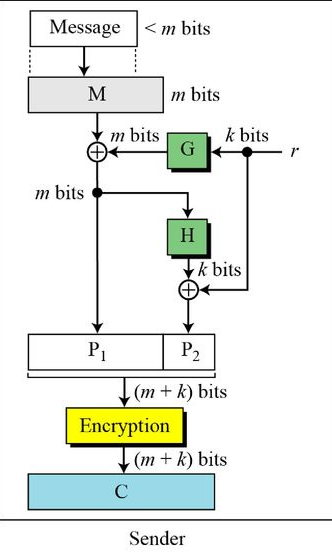 Message < m bits
M m bits
m bits G k bits r
m bits
H
k bits
P₁ P₂
(m + k) bits
Encryption
(m + k) bits
C
Sender